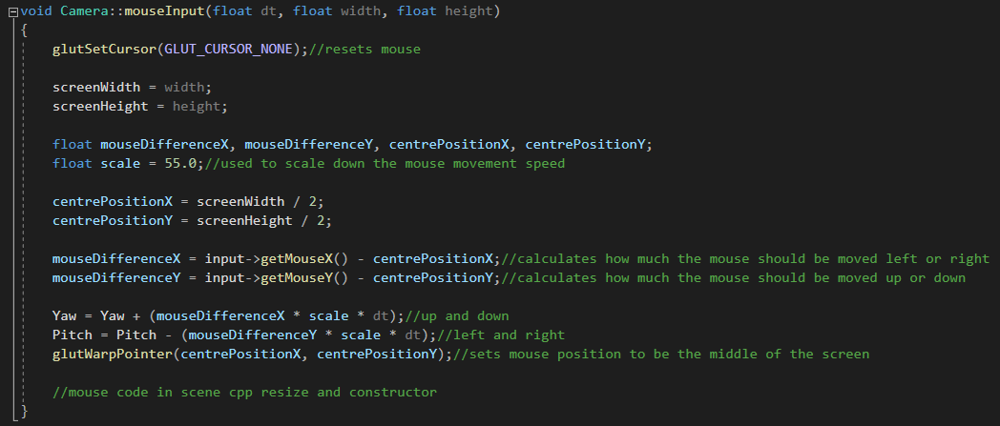 void Camera::mouseInput(float dt, float width, float height)
{
glutSetCursor(GLUT_CURSOR_NONE);//resets mouse
screenWidth = width;
screenHeight = height;
float mouseDifferenceX, mouseDifferenceY, centrePositionX, centrePositionY;
float scale = 55.0;//used to scale down the mouse movement speed
centrePositionX = screenWidth / 2;
centrePositionY = screenHeight / 2;
mouseDifferenceX = input->getMouseX() - centrePositionX;//calculates how much the mouse should be moved left or right
mouseDifferenceY = input->getMouseY() - centrePositionY;//calculates how much the mouse should be moved up or down
Yaw = Yaw + (mouseDifferenceX * scale * dt);//up and down
Pitch = Pitch - (mouseDifferenceY * scale * dt);//left and right
glutWarpPointer(centrePositionX, centrePositionY);//sets mouse position to be the middle of the screen
//mouse code in scene cpp resize and constructor
}